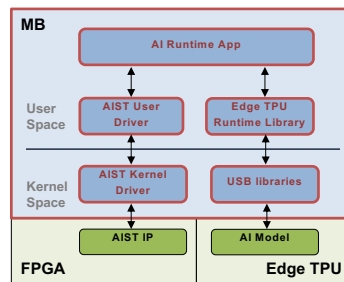 MB
AI Runtime App
User
Space
AIST User
Driver
Edge TPU
Runtime Library
Kernel
Space
AIST Kernel
Driver
USB libraries
AIST IP
AI Model
FPGA
Edge TPU